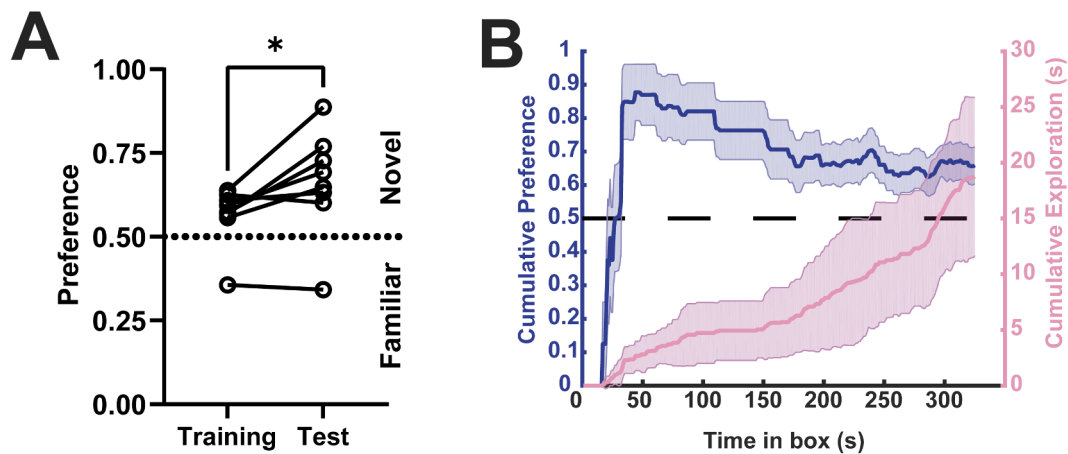 A
*
1.00
0.75
0.50
0.25
0.00
Preference
Novel
Familiar
Training Test
B
1
0.9
0.8
0.7
0.6
0.5
0.4
0.3
0.2
0.1
0
Cumulative Preference
30
25
20
15
10
5
0
Cumulative Exploration (s)
0 50 100 150 200 250 300
Time in box (s)